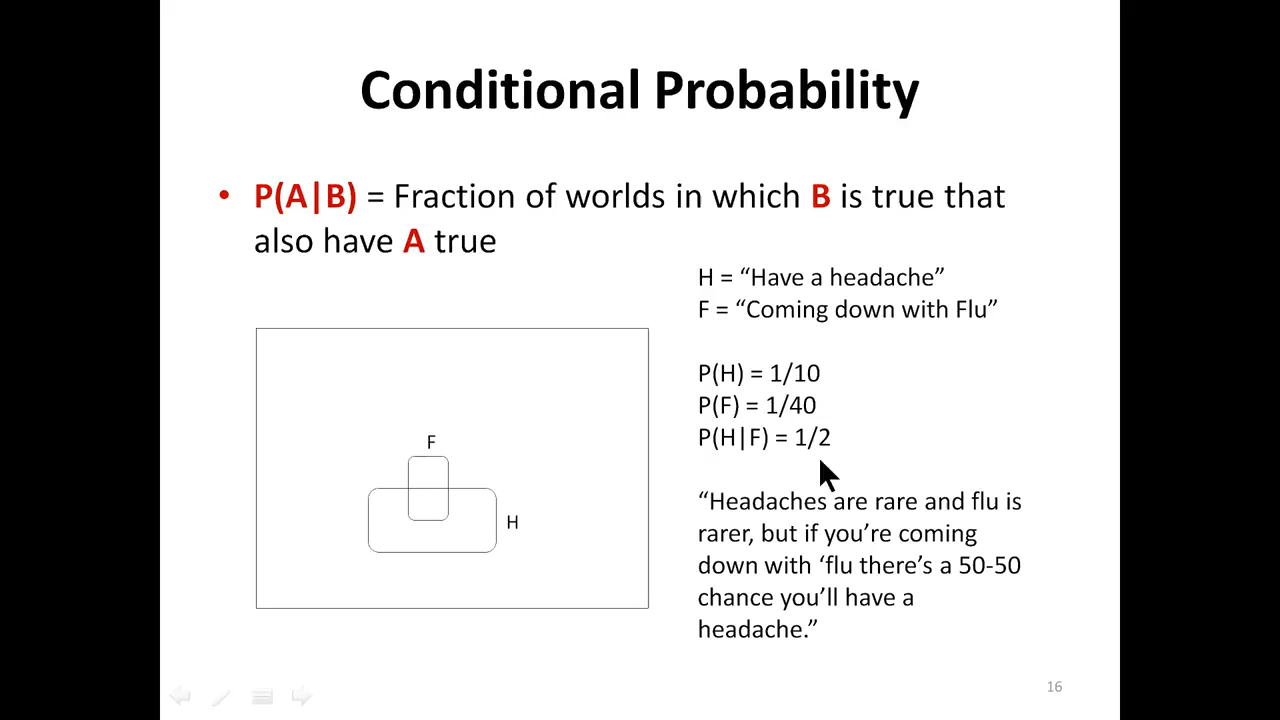 Conditional Probability
• P(A|B) = Fraction of worlds in which B is true that
also have A true
H = “Have a headache”
F = “Coming down with Flu”
P(H) = 1/10
P(F) = 1/40
P(H|F) = 1/2
F
H
“Headaches are rare and flu is
rarer, but if you’re coming
down with ‘flu there’s a 50-50
chance you’ll have a
headache.”
16